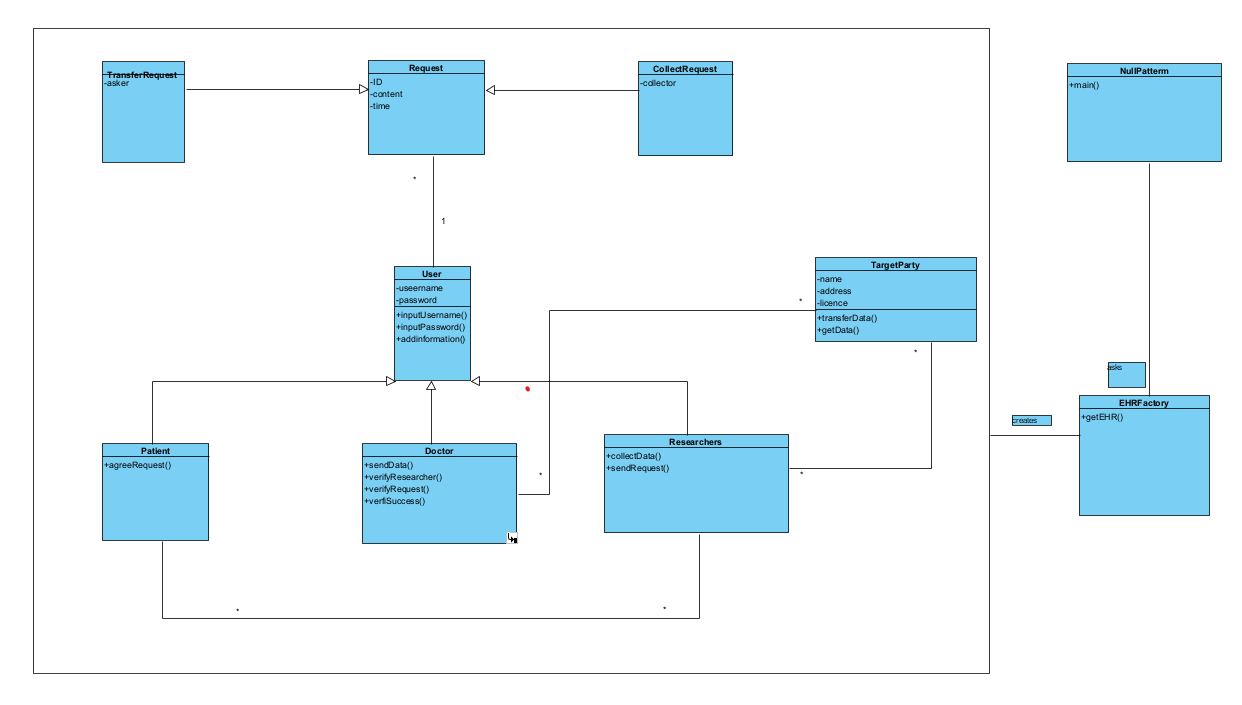 TransferRequest
-asker
Request
-ID
-content
-time
CollectRequest
-collector
NullPatterm
+main()
*
1
User
-useername
-password
+inputUsername()
+inputPassword()
+addinformation()
TargetParty
-name
-address
-licence
+transferData()
+getData()
*
*
asks
EHRFactory
+getEHR()
creates
Patient
+agreeRequest()
Doctor
+sendData()
+verifyResearcher()
+verifyRequest()
+verfiSuccess()
*
Researchers
+collectData()
+sendRequest()
*
*
*